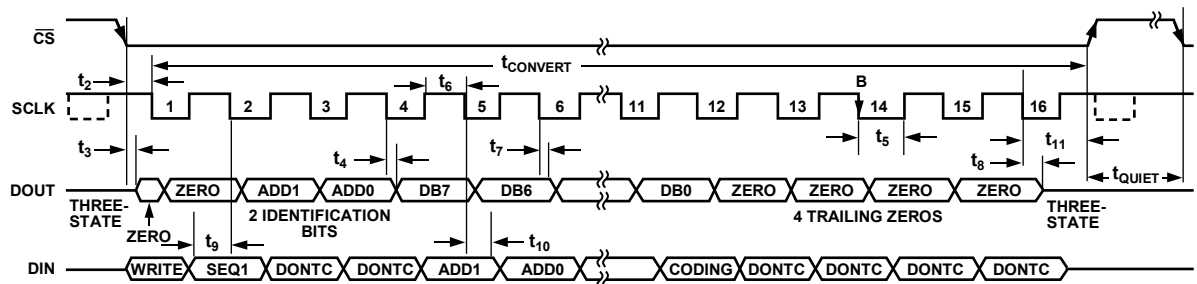 CS
tCONVERT
t2
t6
B
SCLK
1 2 3 4 5 6 11 12 13 14 15 16
t3
t4
t7
t5
t8
t11
tQUIET
DOUT
ZERO ADD1 ADD0 DB7 DB6 DB0 ZERO ZERO ZERO ZERO
THREE-
STATE
ZERO
2 IDENTIFICATION
BITS
4 TRAILING ZEROS
THREE-
STATE
t9
t10
DIN
WRITE SEQ1 DONTC DONTC ADD1 ADD0 CODING DONTC DONTC DONTC DONTC